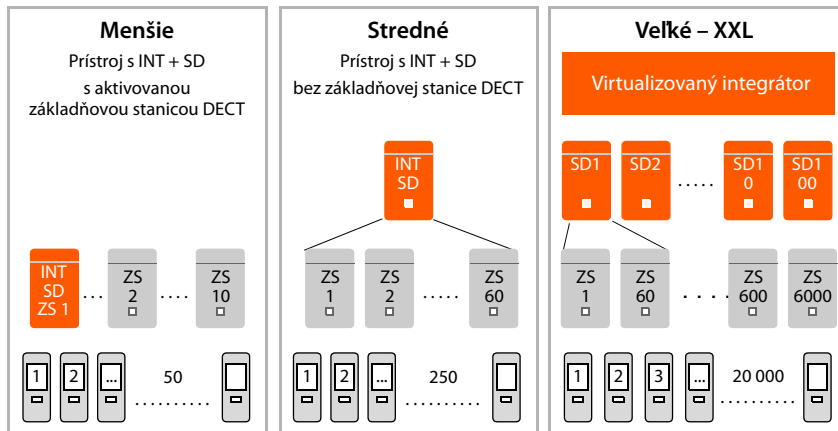 Menšie
Prístroj s INT + SD
s aktivovanou
základňovou stanicou DECT
INT
SD
ZS 1
....
ZS
2
....
ZS
10
1
2
...
50
..........
Stredné
Prístroj s INT + SD
bez základňovej stanice DECT
INT
SD
ZS
1
ZS
2
.....
ZS
60
1
2
...
250
..........
Veľké – XXL
Virtualizovaný integrátor
SD1
SD2
.....
SD1
0
SD1
00
ZS
1
ZS
60
....
ZS
600
ZS
6000
1
2
3
...
20 000
..........